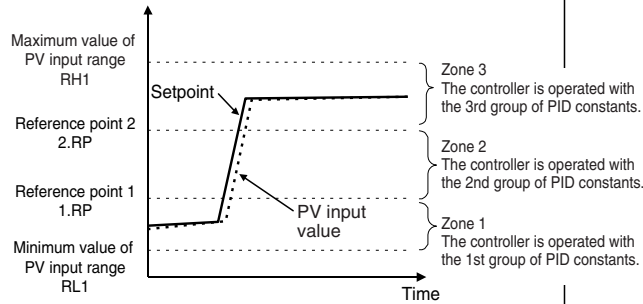 Maximum value of
PV input range
RH1
Setpoint
Reference point 2
2.RP
Reference point 1
1.RP
PV input
value
Minimum value of
PV input range
RL1
Time
Zone 3
The controller is operated with
the 3rd group of PID constants.
Zone 2
The controller is operated with
the 2nd group of PID constants.
Zone 1
The controller is operated with
the 1st group of PID constants.